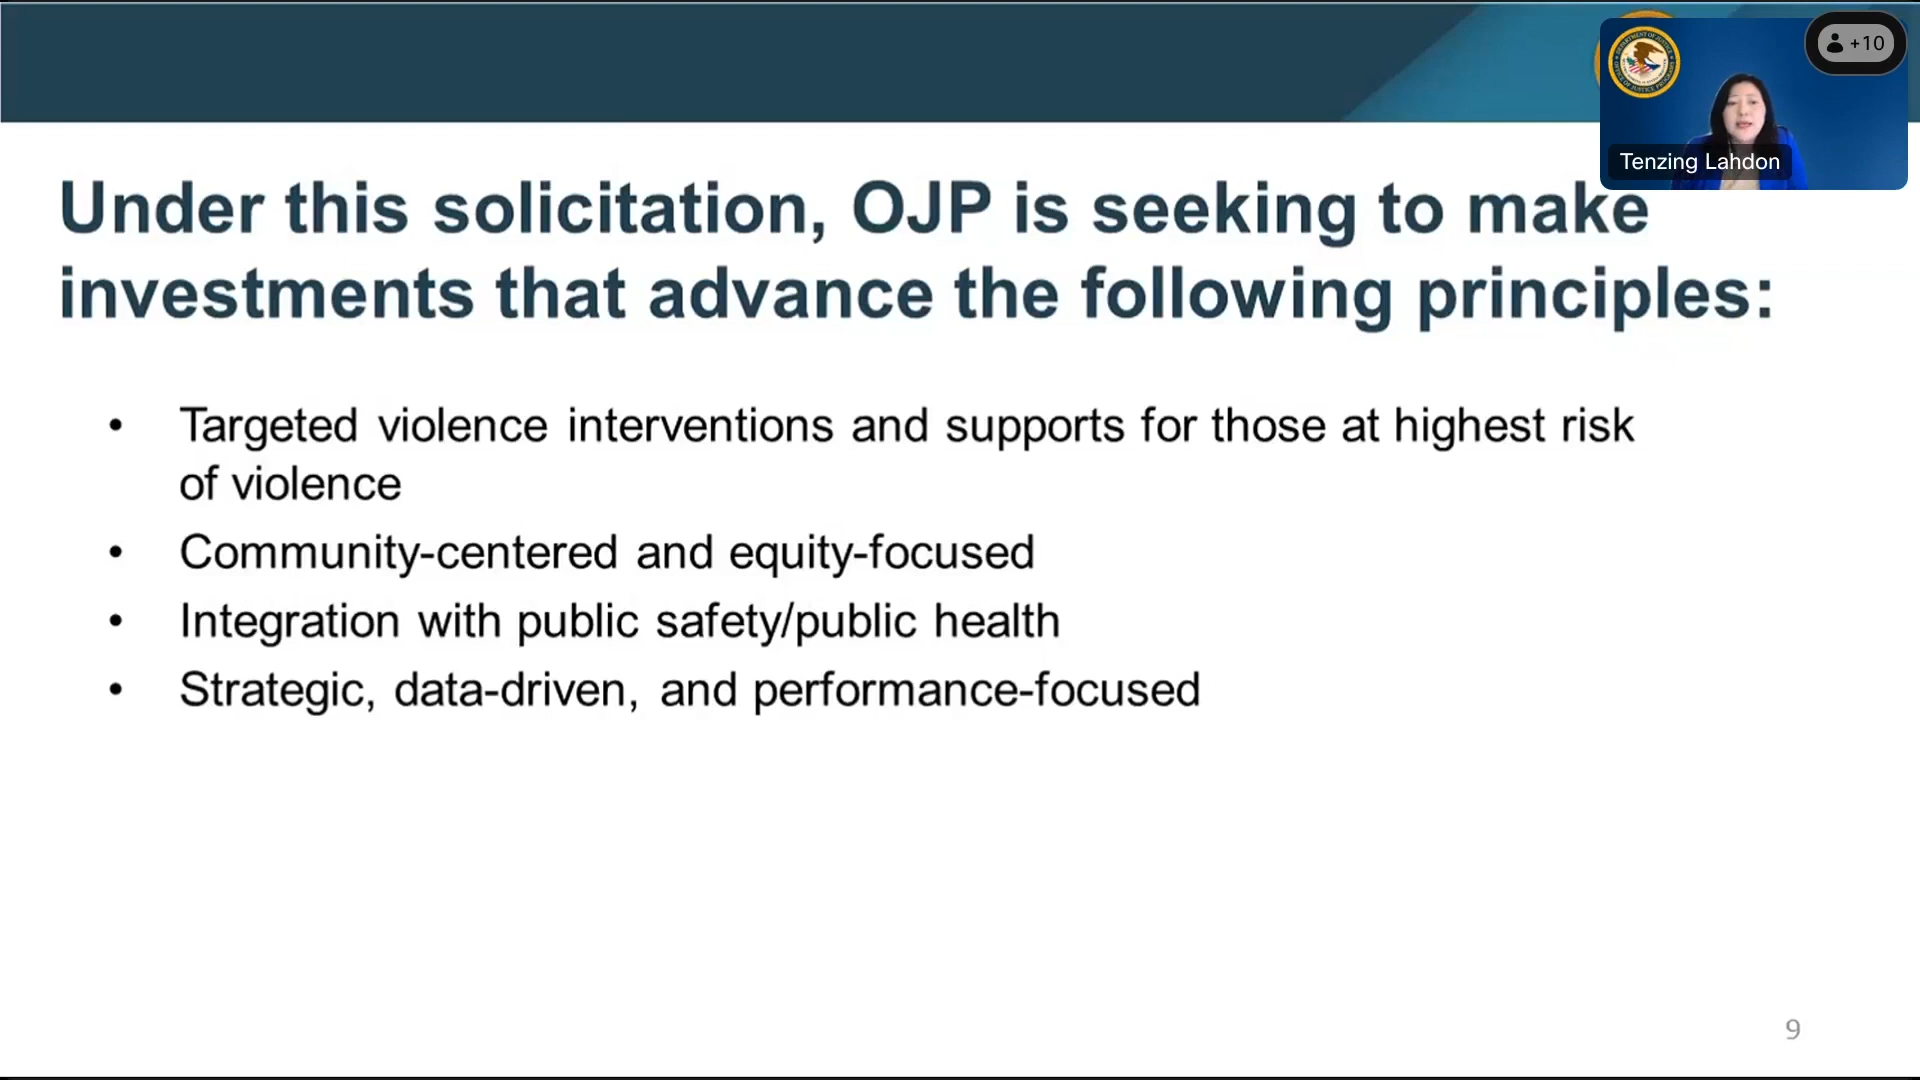 +10
Tenzing Lahdon
Under this solicitation, OJP is seeking to make
investments that advance the following principles:
• Targeted violence interventions and supports for those at highest risk
of violence
• Community-centered and equity-focused
• Integration with public safety/public health
• Strategic, data-driven, and performance-focused
9